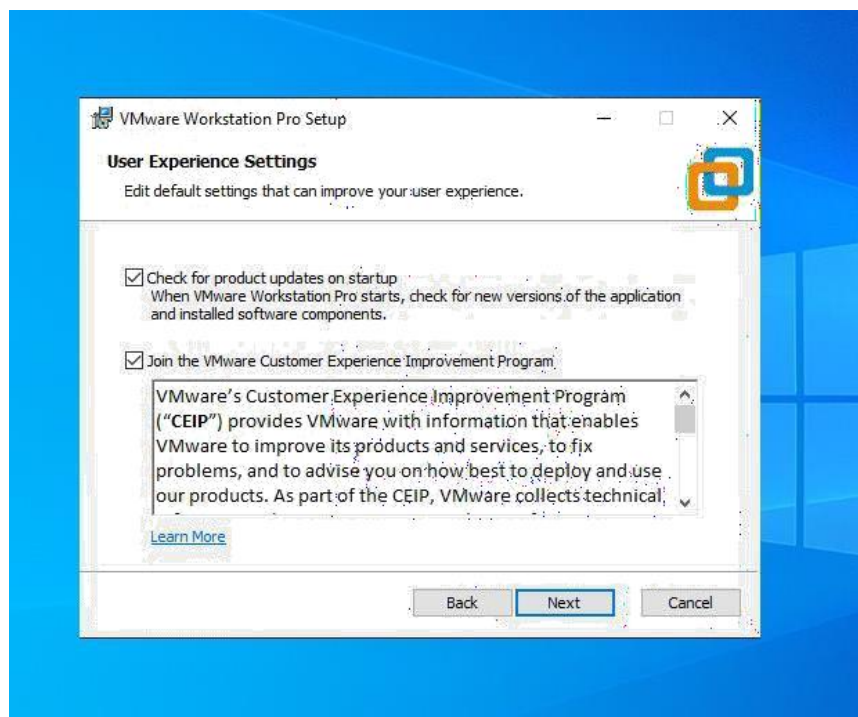 VMware Workstation Pro Setup
User Experience Settings
Edit default settings that can improve your user experience.
Check for product updates on startup
When VMware Workstation Pro starts, check for new versions of the application
and installed software components.
Join the VMware Customer Experience Improvement Program
VMware's Customer Experience Improvement Program
("CEIP") provides VMware with information that enables
VMware to improve its products and services, to fix
problems, and to advise you on how best to deploy and use
our products. As part of the CEIP, VMware collects technical
Learn More
Back Next Cancel